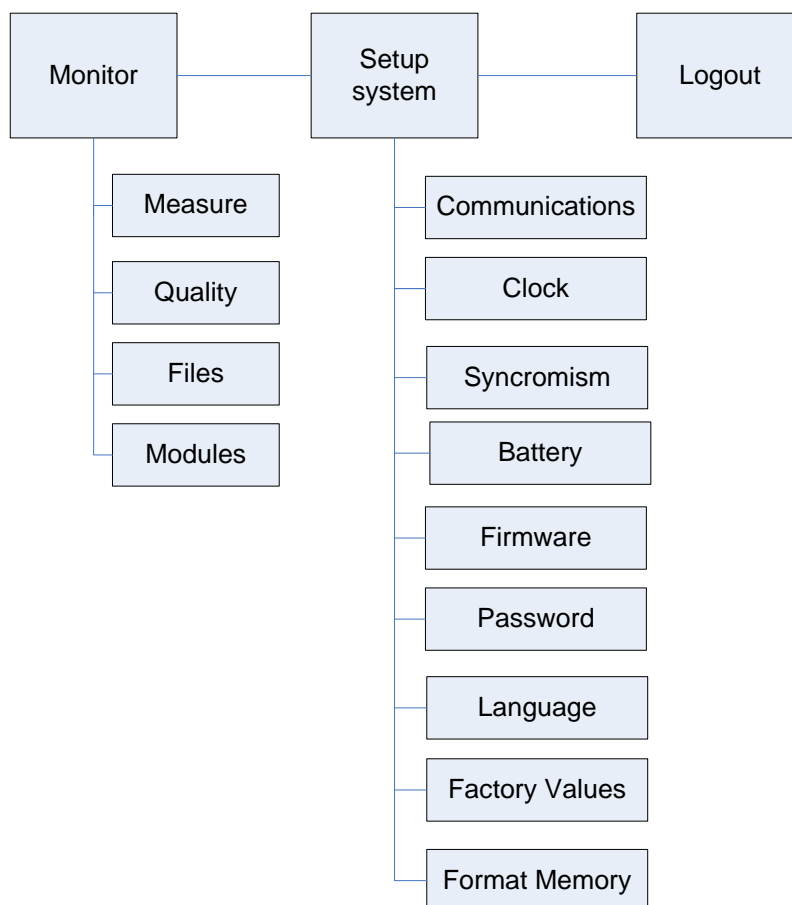 Monitor
Setup
system
Logout
Measure
Quality
Files
Modules
Communications
Clock
Syncromism
Battery
Firmware
Password
Language
Factory Values
Format Memory